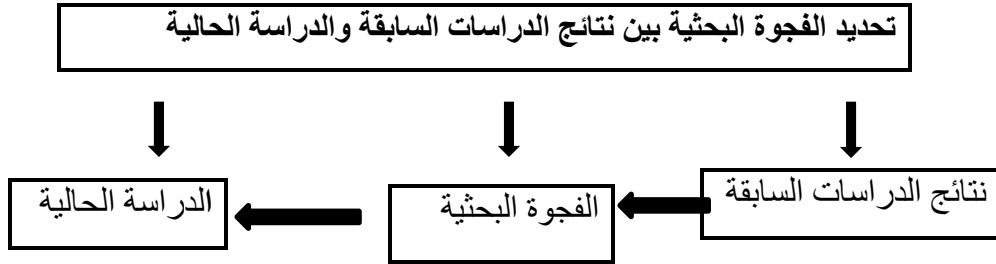 تحديد الفجوة البحثية بين نتائج الدراسات السابقة والدراسة الحالية
نتائج الدراسات السابقة
الفجوة البحثية
الدراسة الحالية